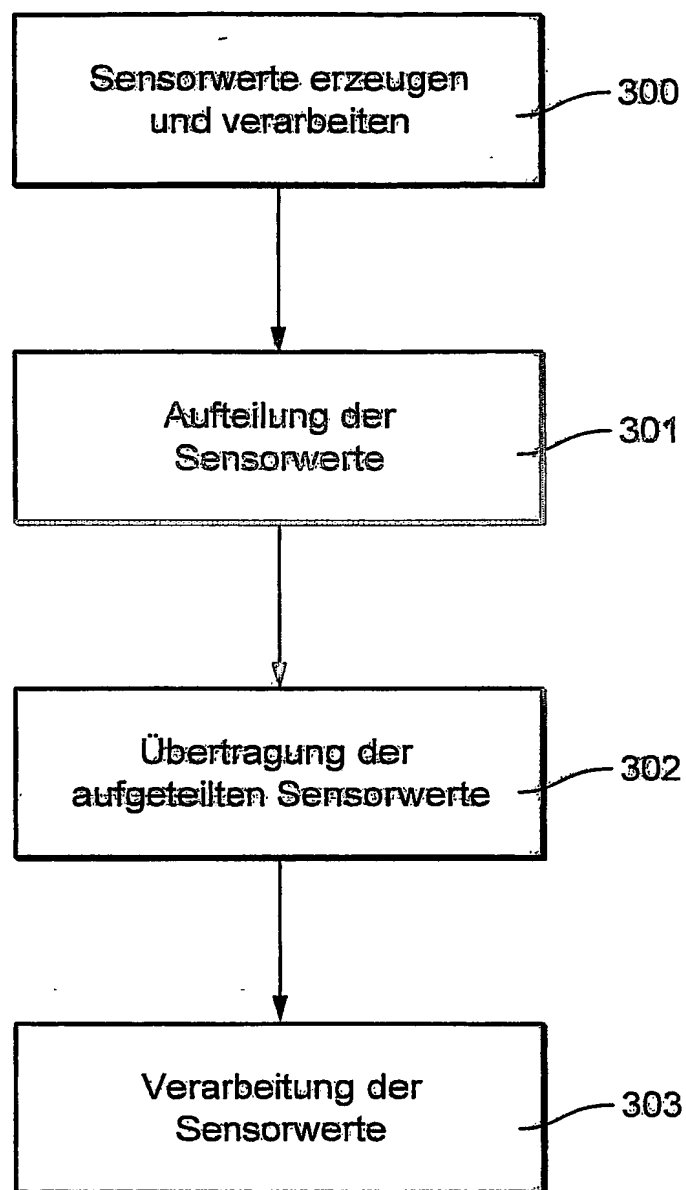 Sensorwerte erzeugen
und verarbeiten
300
Aufteilung der
Sensorwerte
301
Übertragung der
aufgeteilten Sensorwerte
302
Verarbeitung der
Sensorwerte
303